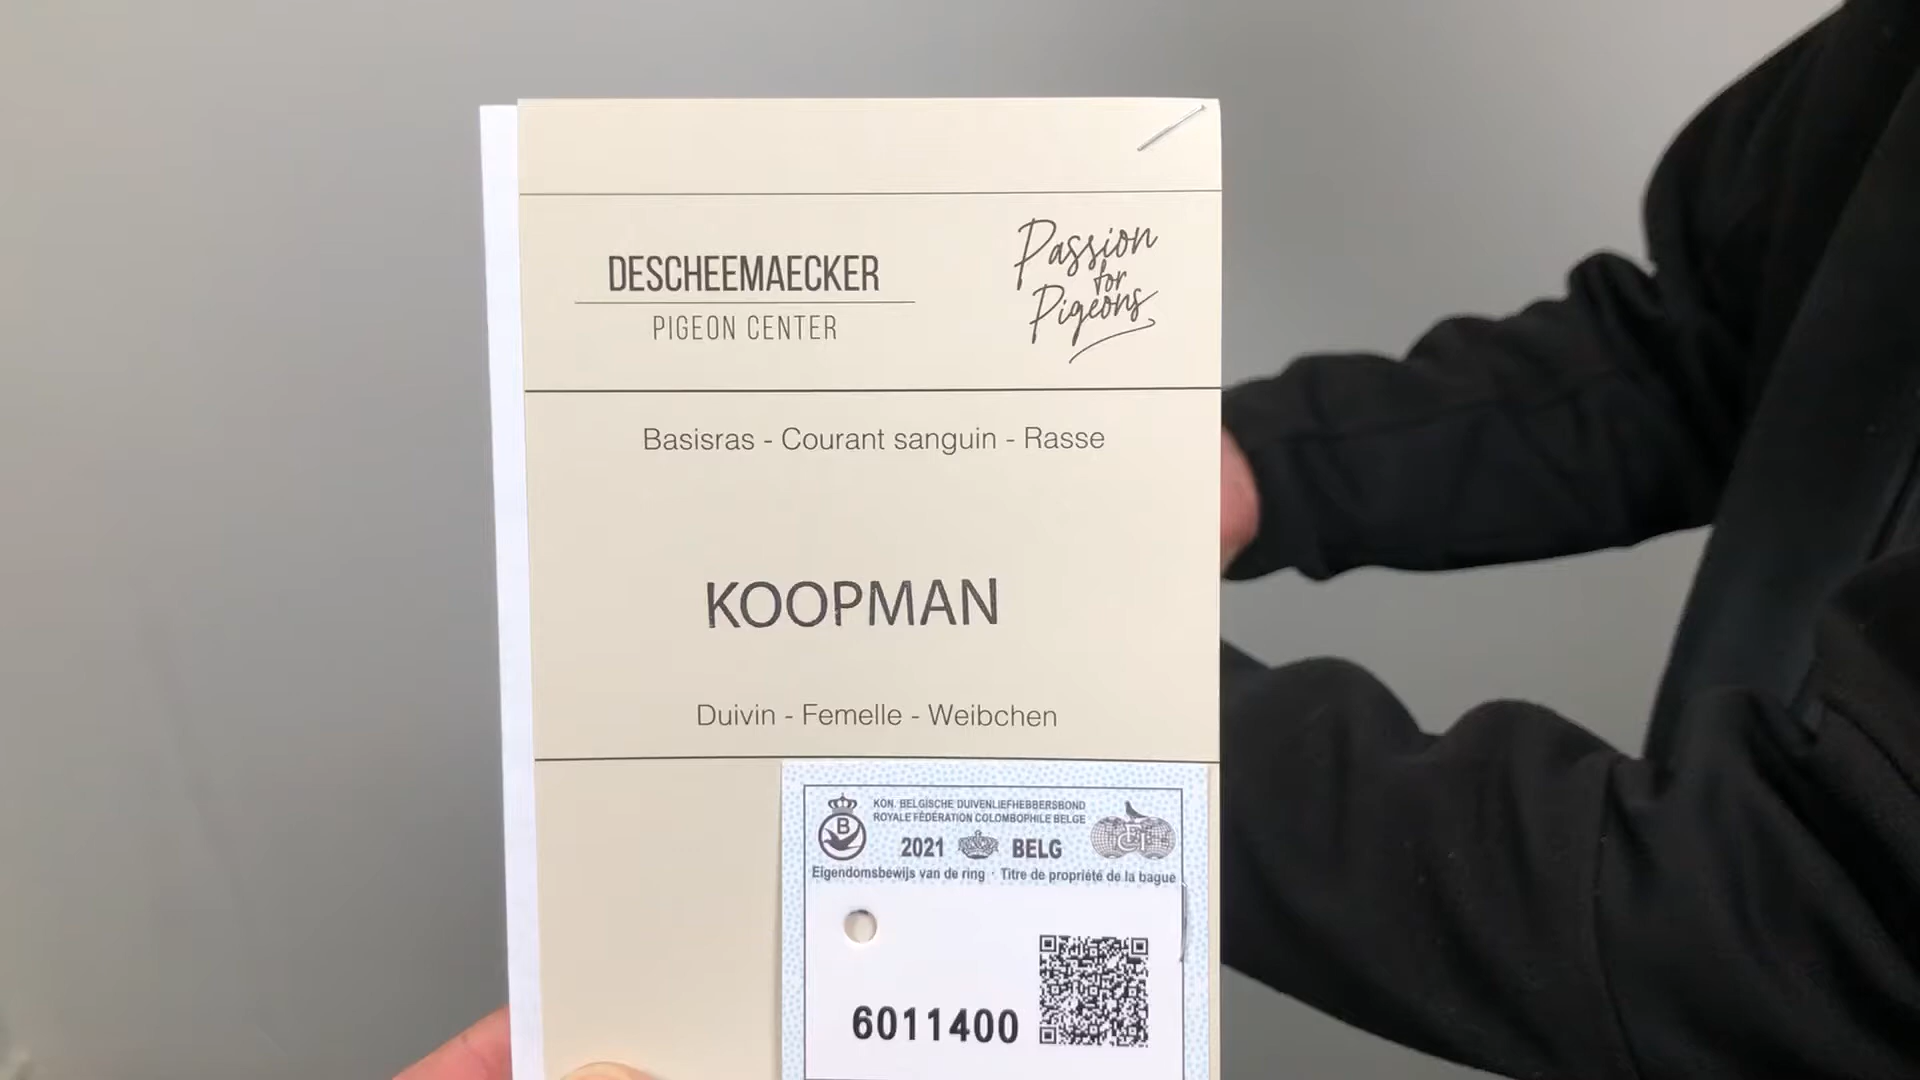 DESCHEEMAECKER
PIGEON CENTER
Passion
for
Pigeons
Basisras - Courant sanguin - Rasse
KOOPMAN
Duivin - Femelle - Weibchen
KON. BELGISCHE DUIVENLIEFHEBBERSBOND
ROYALE FÉDÉRATION COLOMBOPHILE BELGE
B
2021 BELG
FCI
Eigendomsbewijs van de ring · Titre de propriété de la bague
6011400